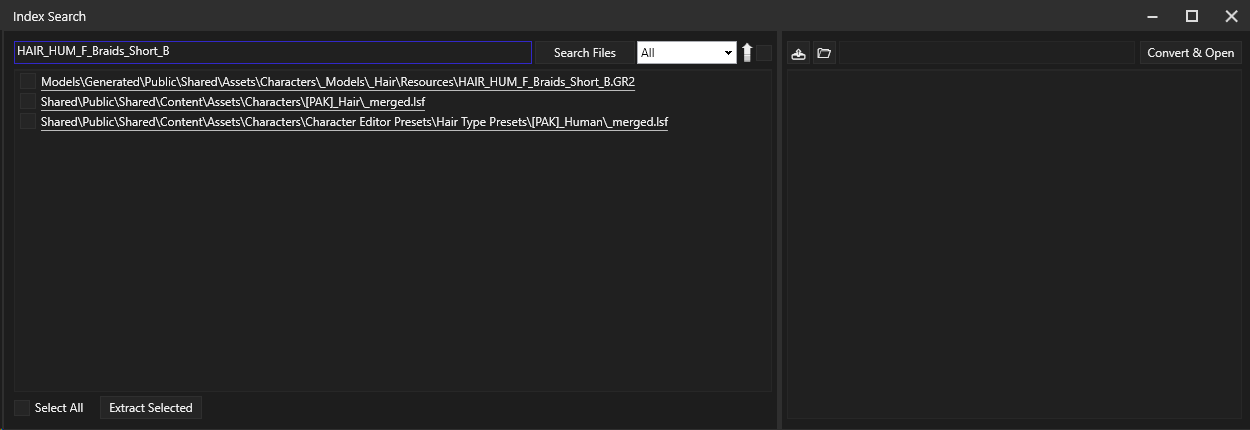 Index Search
HAIR_HUM_F_Braids_Short_B
Search Files
All
Convert & Open
Models\Generated\Public\Shared\Assets\Characters\_Models\_Hair\Resources\HAIR_HUM_F_Braids_Short_B.GR2
Shared\Public\Shared\Content\Assets\Characters\[PAK]_Hair\_merged.lsf
Shared\Public\Shared\Content\Assets\Characters\Character Editor Presets\Hair Type Presets\[PAK]_Human\_merged.lsf
Select All
Extract Selected